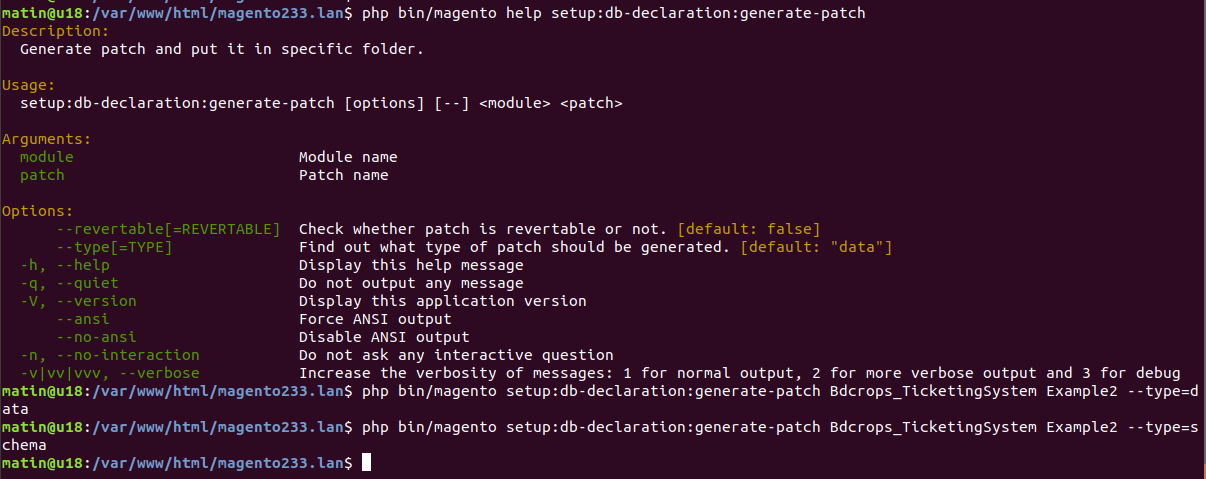 matin@u18:/var/www/html/magento233.lan$ php bin/magento help setup:db-declaration:generate-patch
Description:
  Generate patch and put it in specific folder.

Usage:
  setup:db-declaration:generate-patch [options] [--] <module> <patch>

Arguments:
  module                         Module name
  patch                          Patch name

Options:
      --revertable[=REVERTABLE]  Check whether patch is revertable or not. [default: false]
      --type[=TYPE]              Find out what type of patch should be generated. [default: "data"]
  -h, --help                     Display this help message
  -q, --quiet                    Do not output any message
  -V, --version                  Display this application version
      --ansi                     Force ANSI output
      --no-ansi                  Disable ANSI output
  -n, --no-interaction           Do not ask any interactive question
  -v|vv|vvv, --verbose           Increase the verbosity of messages: 1 for normal output, 2 for more verbose output and 3 for debug
matin@u18:/var/www/html/magento233.lan$ php bin/magento setup:db-declaration:generate-patch Bdcrops_TicketingSystem Example2 --type=d
ata
matin@u18:/var/www/html/magento233.lan$ php bin/magento setup:db-declaration:generate-patch Bdcrops_TicketingSystem Example2 --type=s
chema
matin@u18:/var/www/html/magento233.lan$